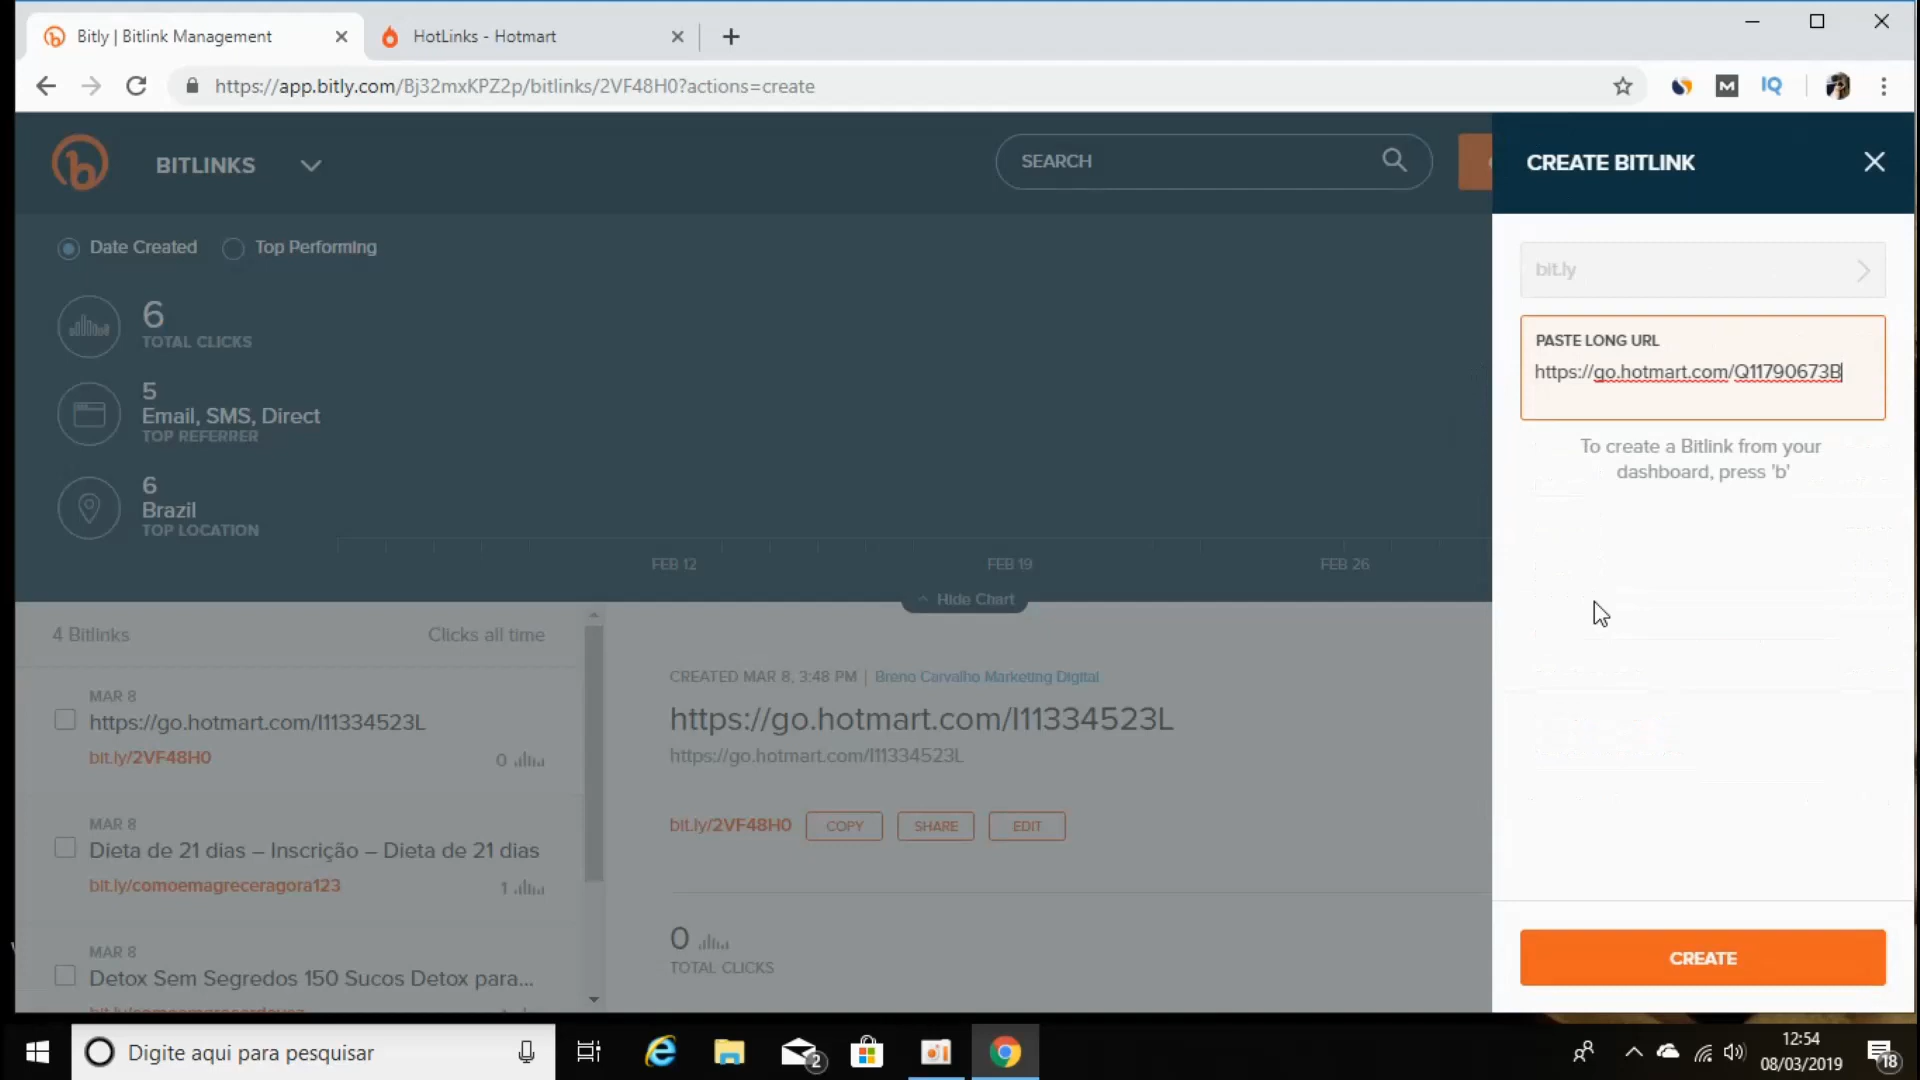 Bitly | Bitlink Management
HotLinks - Hotmart
https://app.bitly.com/Bj32mxKPZ2p/bitlinks/2VF48H0?actions=create
M
IQ
BITLINKS
SEARCH
CREATE BITLINK
Date Created
Top Performing
6
TOTAL CLICKS
5
Email, SMS, Direct
TOP REFERRER
6
Brazil
TOP LOCATION
FEB 12
FEB 19
FEB 26
Hide Chart
bit.ly
PASTE LONG URL
https://go.hotmart.com/Q11790673B
To create a Bitlink from your
dashboard, press 'b'
CREATE
4 Bitlinks
Clicks all time
MAR 8
https://go.hotmart.com/I11334523L
bit.ly/2VF48H0
0
MAR 8
Dieta de 21 dias – Inscrição – Dieta de 21 dias
bit.ly/comoemagreceragora123
1
MAR 8
Detox Sem Segredos 150 Sucos Detox para...
CREATED MAR 8, 3:48 PM | Breno Carvalho Marketing Digital
https://go.hotmart.com/I11334523L
https://go.hotmart.com/I11334523L
bit.ly/2VF48H0
COPY
SHARE
EDIT
0
TOTAL CLICKS
Digite aqui para pesquisar
2
12:54
08/03/2019
18